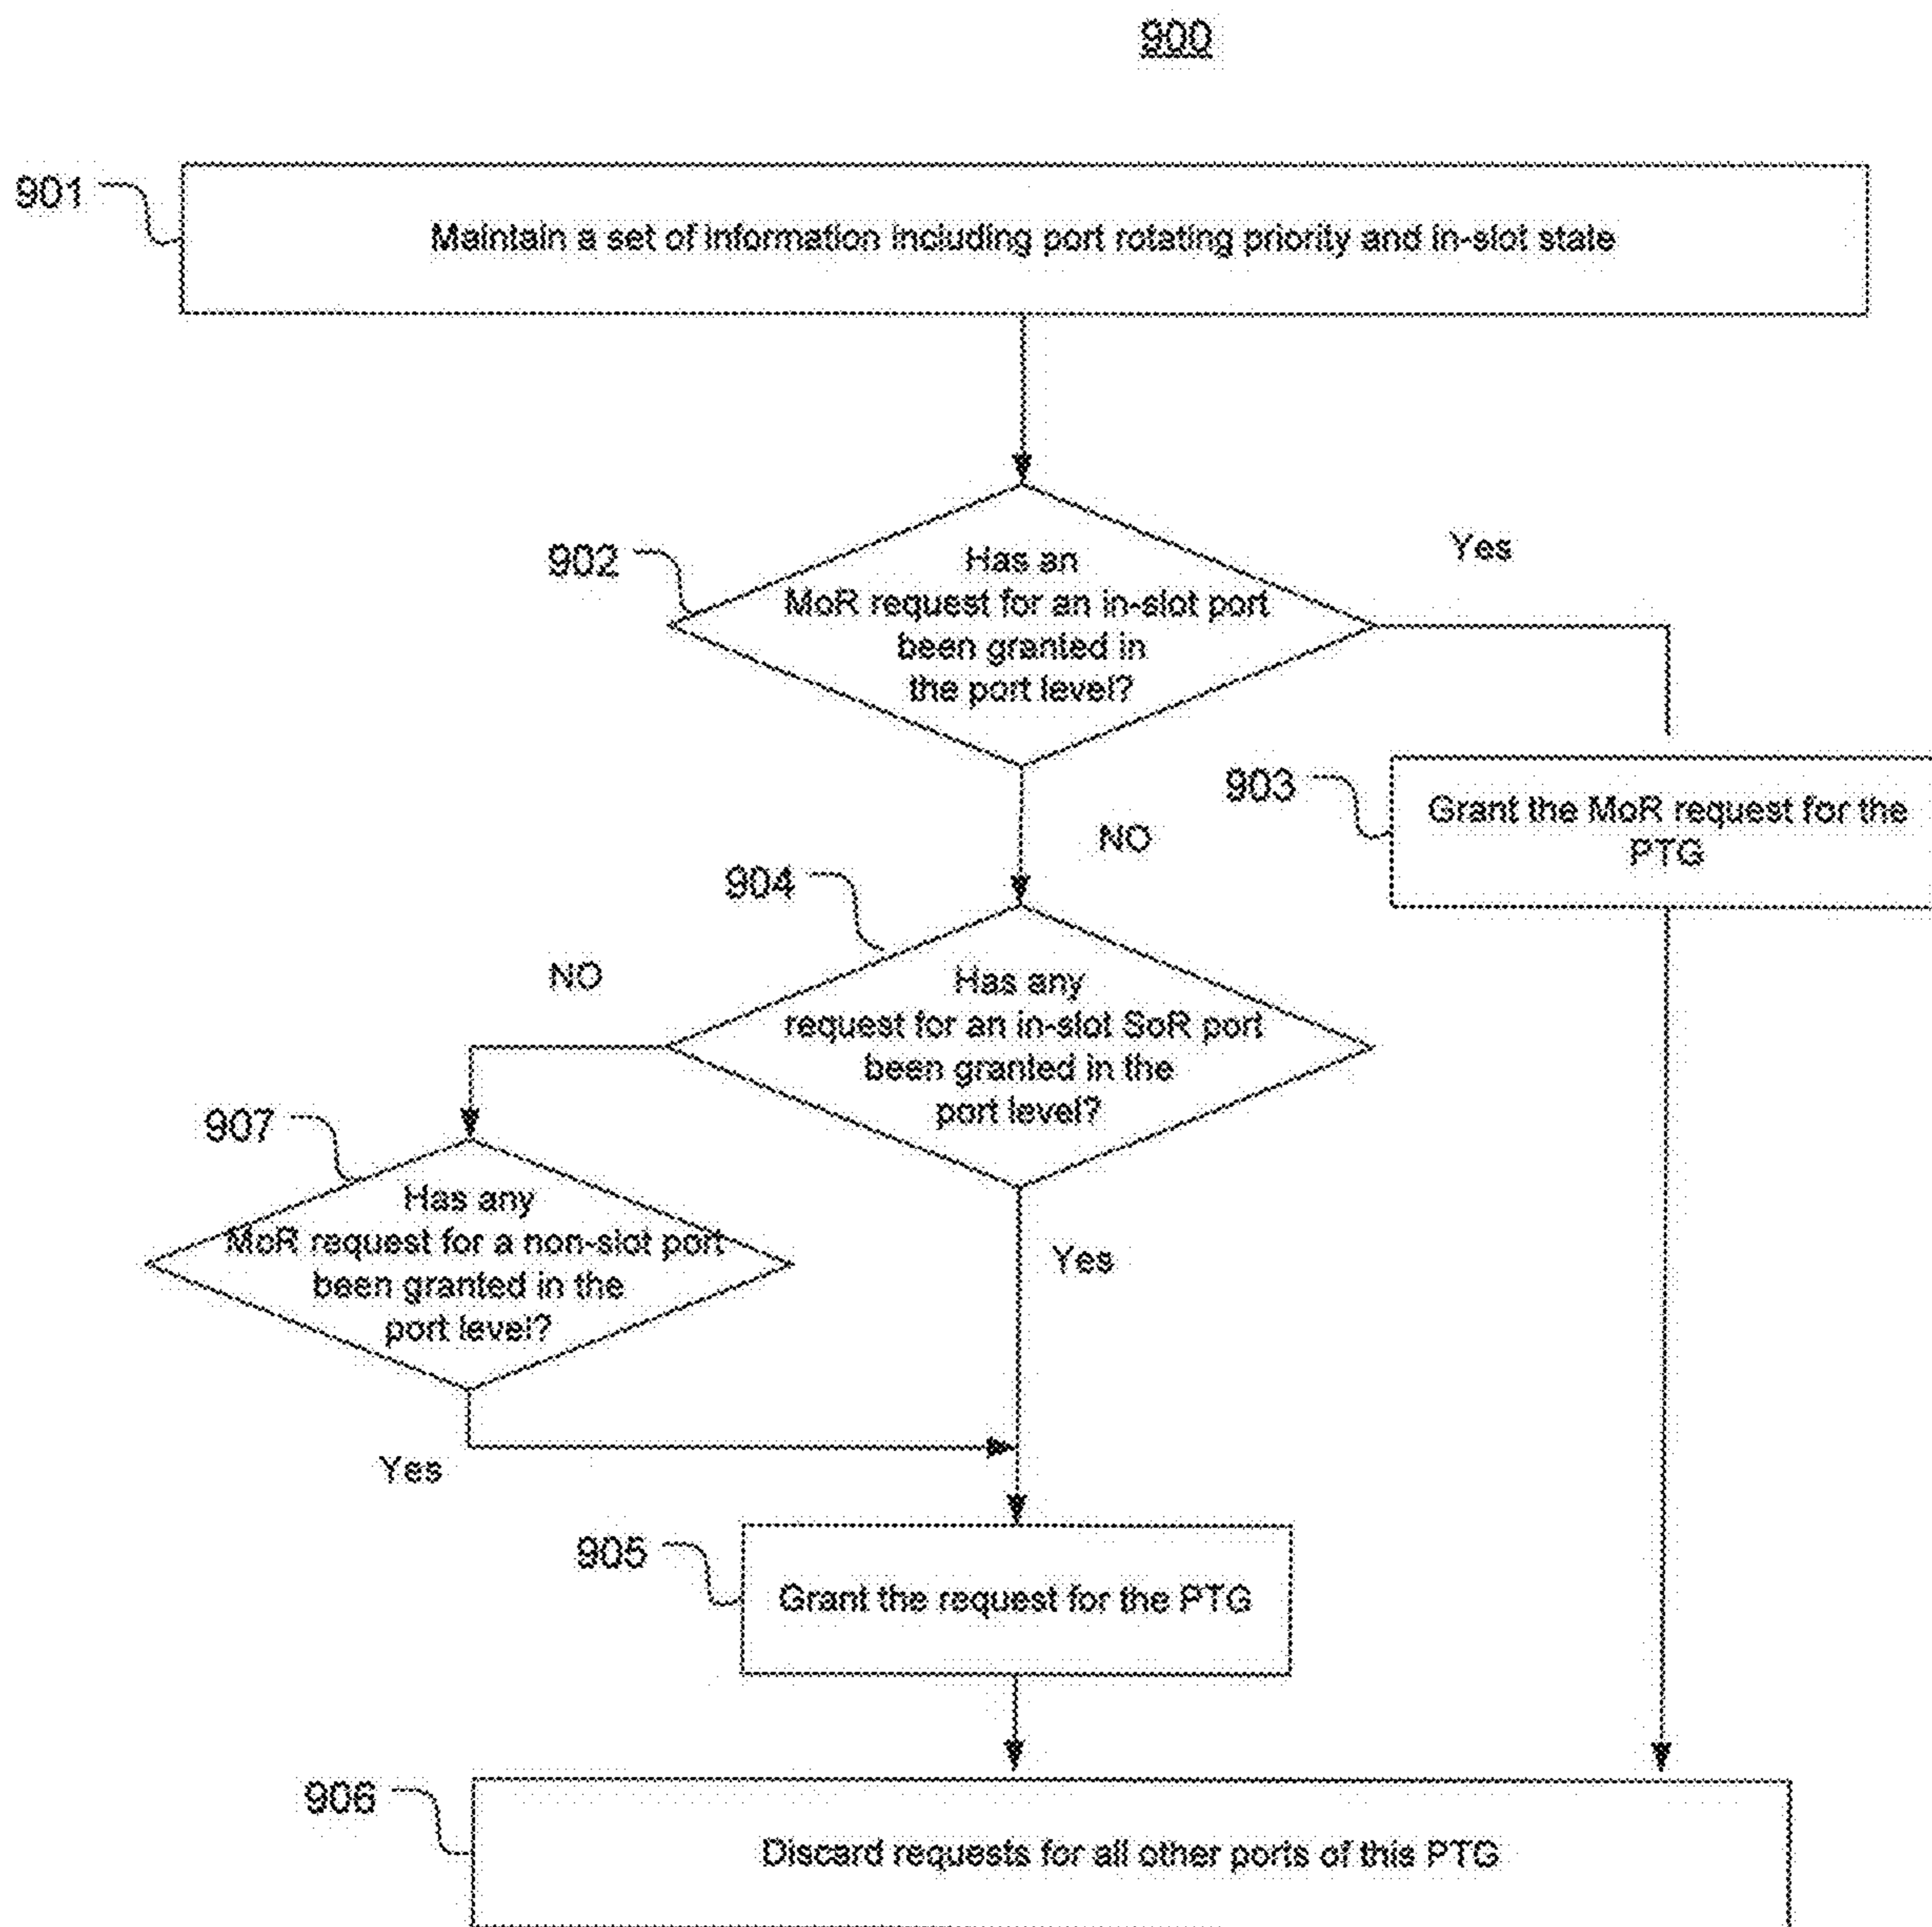 900
901
Maintain a set of information including port rotating priority and in-slot state
902
Has an
MoR request for an in-slot port
been granted in
the port level?
Yes
903
Grant the MoR request for the
PTG
NO
904
Has any
request for an in-slot SoR port
been granted in the
port level?
NO
907
Has any
MoR request for a non-slot port
been granted in the
port level?
Yes
Yes
905
Grant the request for the PTG
906
Discard requests for all other ports of this PTG